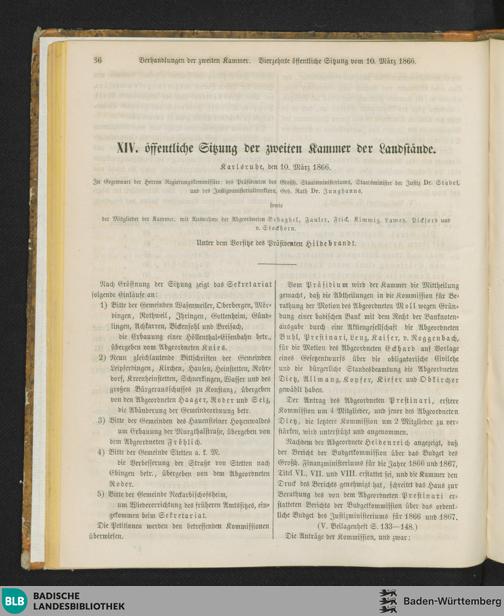 36 Verhandlungen der zweiten Kammer. Vierzehnte öffentliche Sitzung vom 10. März 1866.
XIV. öffentliche Sitzung der zweiten Kammer der Landstände.
Karlsruhe, den 10. März 1866.
In Gegenwart der Herren Regierungskommissäre: des Präsidenten des Großh. Staatsministeriums, Staatsminister der Justiz Dr. Stabel,
und des Justizministerialdirektors, Geh. Rath Dr. Junghanns,
sowie
der Mitglieder der Kammer, mit Ausnahme der Abgeordneten Behaghel, Fauler, Frick, Kimmig, Lamey, Pickford und
v. Stockhorn.
Unter dem Vorsitze des Präsidenten Hildebrandt.
Nach Eröffnung der Sitzung zeigt das Sekretariat
folgende Einläufe an:
1) Bitte der Gemeinden Wasenweiler, Oberbergen, Mör-
dingen, Rothweil, Ihringen, Gottenheim, Günd-
lingen, Achkarren, Bickensohl und Breisach,
die Erbauung einer Höllenthal-Eisenbahn betr.,
übergeben vom Abgeordneten Knies.
2) Neun gleichlautende Bittschriften der Gemeinden
Leipferdingen, Kirchen, Hausen, Heinstetten, Rohr-
dorf, Kreenheinstetten, Schwerzingen, Wasser und des
großen Bürgerausschusses zu Konstanz, übergeben
von den Abgeordneten Haager, Roder und Seiz,
die Abänderung der Gemeindeordnung betr.
3) Bitte der Gemeinden des Hauensteiner Hotzenwaldes
um Erbauung der Murgthalstraße, übergeben von
dem Abgeordneten Fröhlich.
4) Bitte der Gemeinde Stetten a. k. M.
die Verbesserung der Straße von Stetten nach
Ebingen betr., übergeben von dem Abgeordneten
Roder.
5) Bitte der Gemeinde Neckarbischofsheim,
um Wiedererrichtung des früheren Amtssitzes, ein-
gekommen beim Sekretariat.
Die Petitionen werden den betreffenden Kommissionen
überwiesen.
Vom Präsidium wird der Kammer die Mittheilung
gemacht, daß die Abtheilungen in die Kommission für Be-
rathung der Motion des Abgeordneten Moll wegen Grün-
dung einer badischen Bank mit dem Recht der Banknoten-
ausgabe durch eine Aktiengesellschaft die Abgeordneten
Buhl, Prestinari, Lenz, Kaiser, v. Roggenbach,
für die Motion des Abgeordneten Eckhard auf Vorlage
eines Gesetzentwurfs über die obligatorische Civilehe
und die bürgerliche Standesbeamtung die Abgeordneten
Dietz, Allmang, Kopfer, Kiefer und Obkircher
gewählt haben.
Der Antrag des Abgeordneten Prestinari, erstere
Kommission um 4 Mitglieder, und jener des Abgeordneten
Dietz, die letztere Kommission um 2 Mitglieder zu ver-
stärken, wird unterstützt und angenommen.
Nachdem der Abgeordnete Heidenreich angezeigt, daß
der Bericht der Budgetkommission über das Budget des
Großh. Finanzministeriums für die Jahre 1866 und 1867,
Titel VI., VII. und VIII. erstattet sei, und die Kammer den
Druck des Berichts genehmigt hat, schreitet das Haus zur
Berathung des von dem Abgeordneten Prestinari er-
statteten Berichts der Budgetkommission über das ordent-
liche Budget des Justizministeriums für 1866 und 1867.
(V. Beilagenheft S. 133—148.)
Die Anträge der Kommission, und zwar:
BLB BADISCHE
LANDESBIBLIOTHEK
Baden-Württemberg